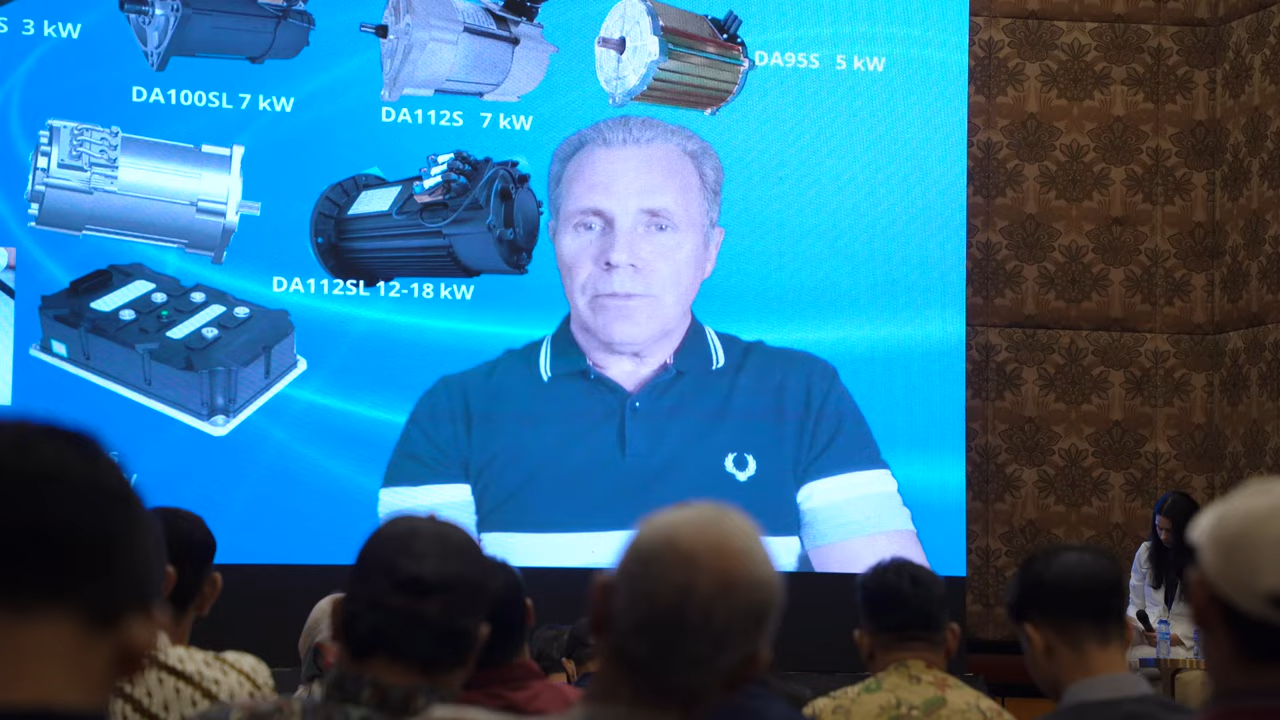 S 3 kW
DA95S 5 kW
DA100SL 7 kW
DA112S 7 kW
DA112SL 12-18 kW